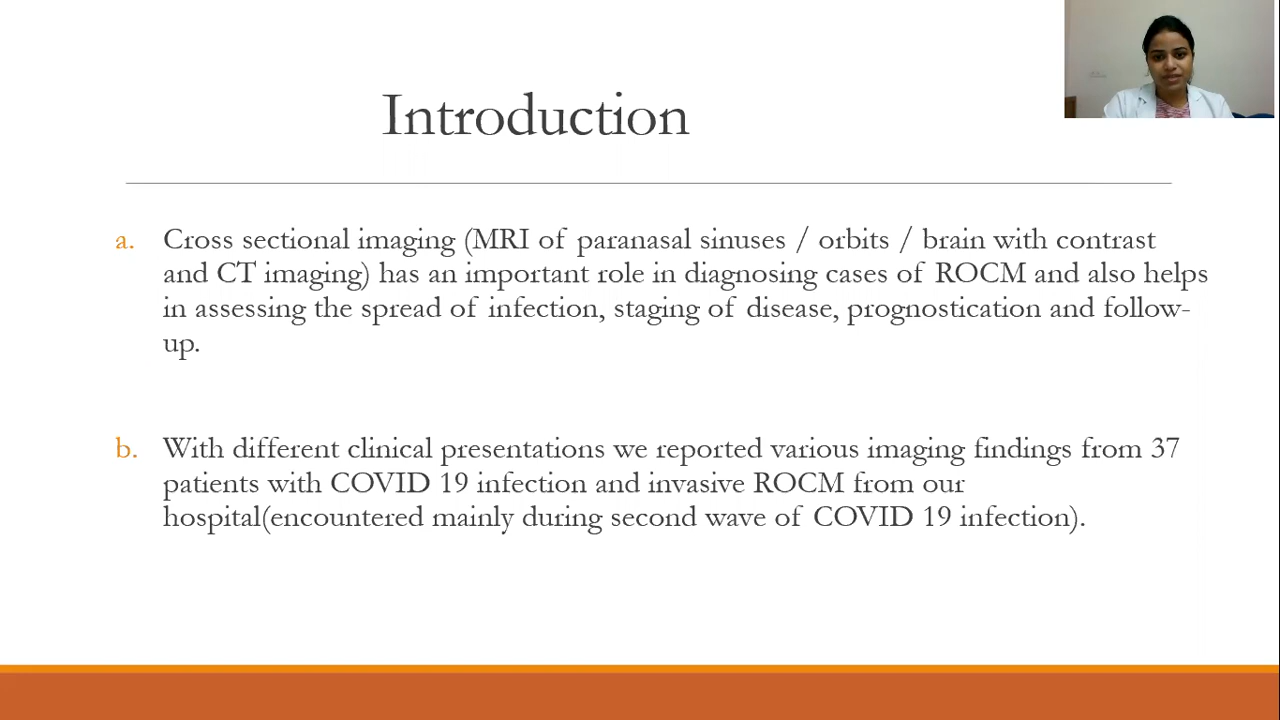 Introduction
a. Cross sectional imaging (MRI of paranasal sinuses / orbits / brain with contrast
and CT imaging) has an important role in diagnosing cases of ROCM and also helps
in assessing the spread of infection, staging of disease, prognostication and follow-
up.
b. With different clinical presentations we reported various imaging findings from 37
patients with COVID 19 infection and invasive ROCM from our
hospital(encountered mainly during second wave of COVID 19 infection).